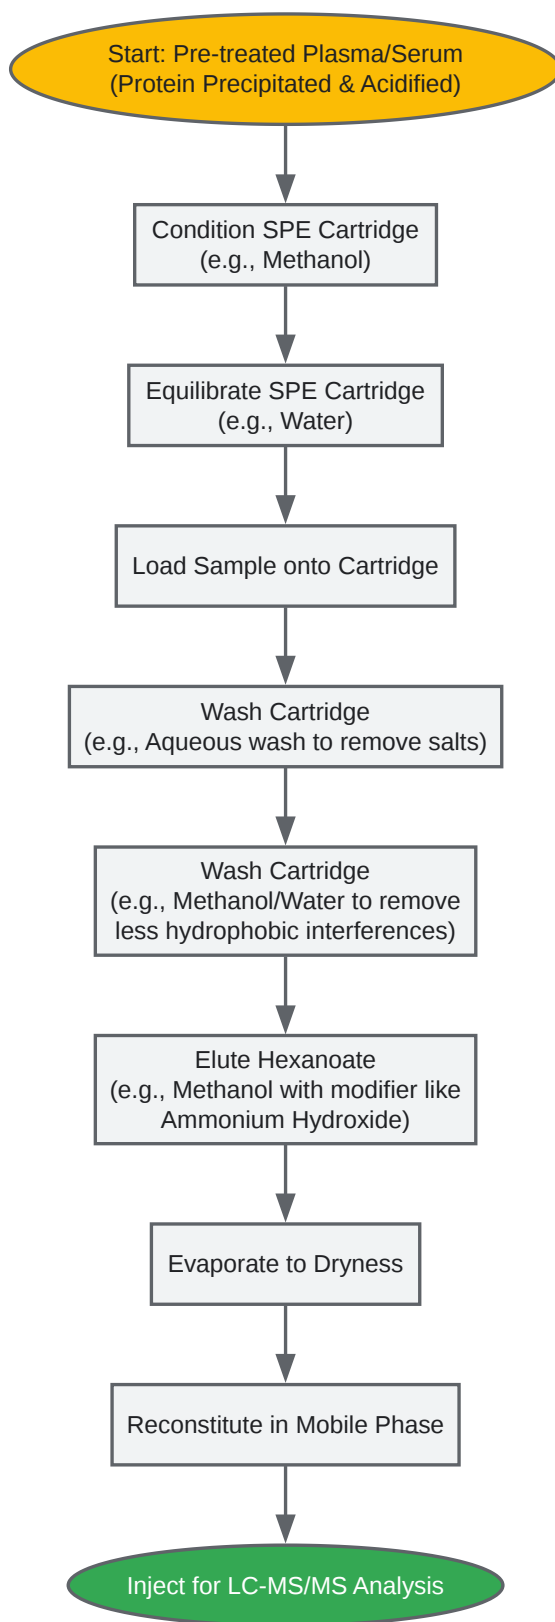 Start: Pre-treated Plasma/Serum
(Protein Precipitated & Acidified)
Condition SPE Cartridge
(e.g., Methanol)
Equilibrate SPE Cartridge
(e.g., Water)
Load Sample onto Cartridge
Wash Cartridge
(e.g., Aqueous wash to remove salts)
Wash Cartridge
(e.g., Methanol/Water to remove
less hydrophobic interferences)
Elute Hexanoate
(e.g., Methanol with modifier like
Ammonium Hydroxide)
Evaporate to Dryness
Reconstitute in Mobile Phase
Inject for LC-MS/MS Analysis